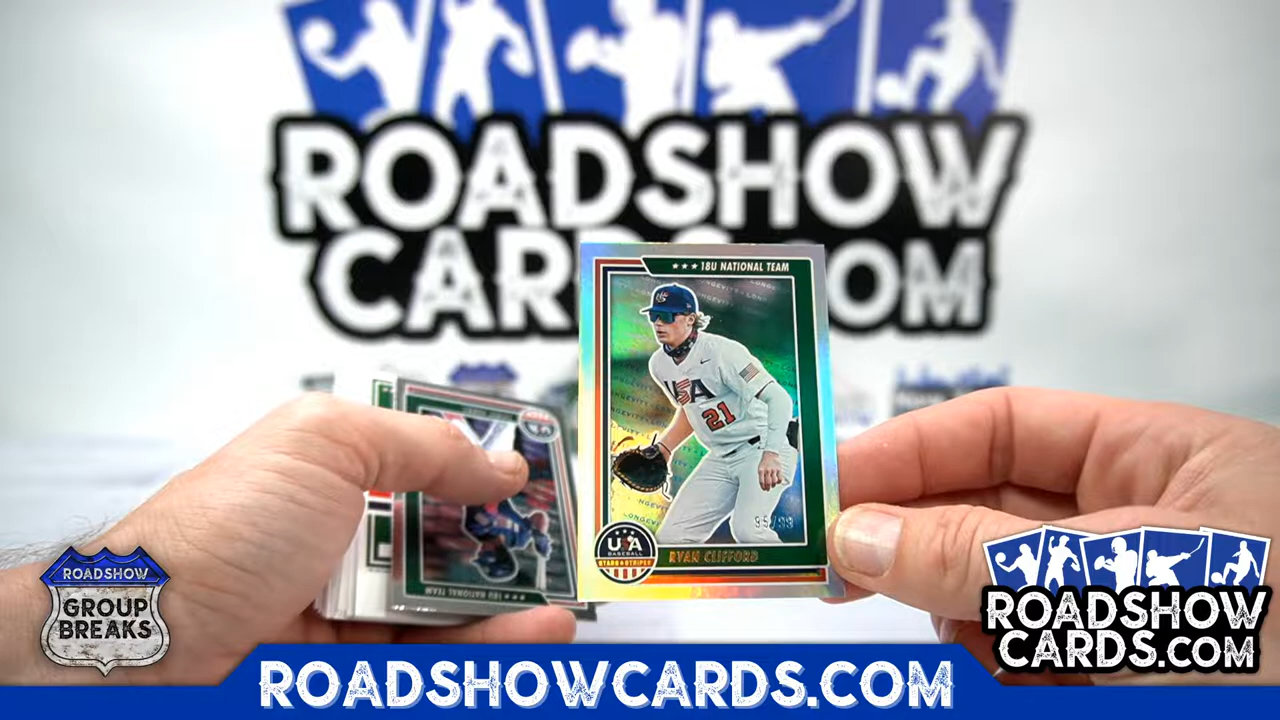 ROADSHOW
CARDS.COM
★★★ 18U NATIONAL TEAM
LONGEVITY
USA
21
95/99
USA
BASEBALL
STARS★STRIPES
RYAN CLIFFORD
★★★ 18U NATIONAL TEAM
ROADSHOW
GROUP
BREAKS
ROADSHOW
CARDS.COM
ROADSHOWCARDS.COM